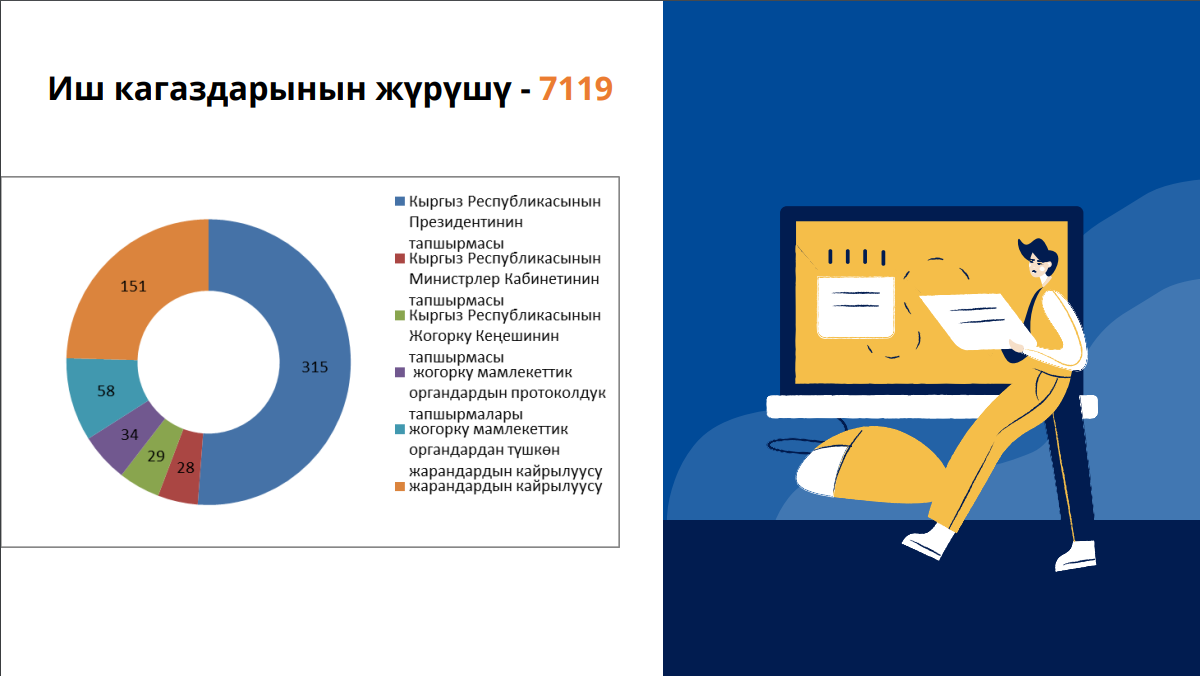 Иш кагаздарынын жүрүшү - 7119
Кыргыз Республикасынын
Президентинин
тапшырмасы
Кыргыз Республикасынын
Министрлер Кабинетинин
тапшырмасы
Кыргыз Республикасынын
Жогорку Кеңешинин
тапшырмасы
жогорку мамлекеттик
органдардын протоколдук
тапшырмалары
жогорку мамлекеттик
органдардан түшкөн
жарандардын кайрылуусу
жарандардын кайрылуусу
151
315
58
34
29
28